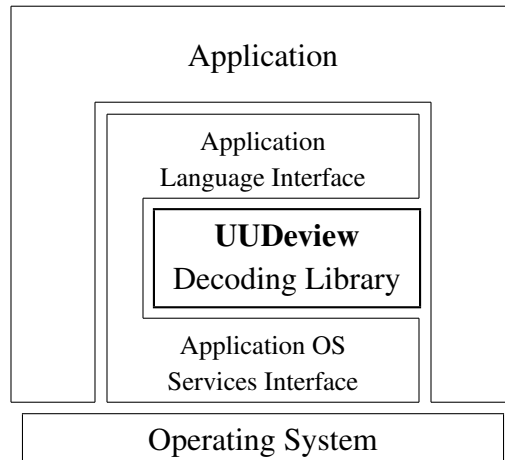 Application
Application
Language Interface
UUDeview
Decoding Library
Application OS
Services Interface
Operating System